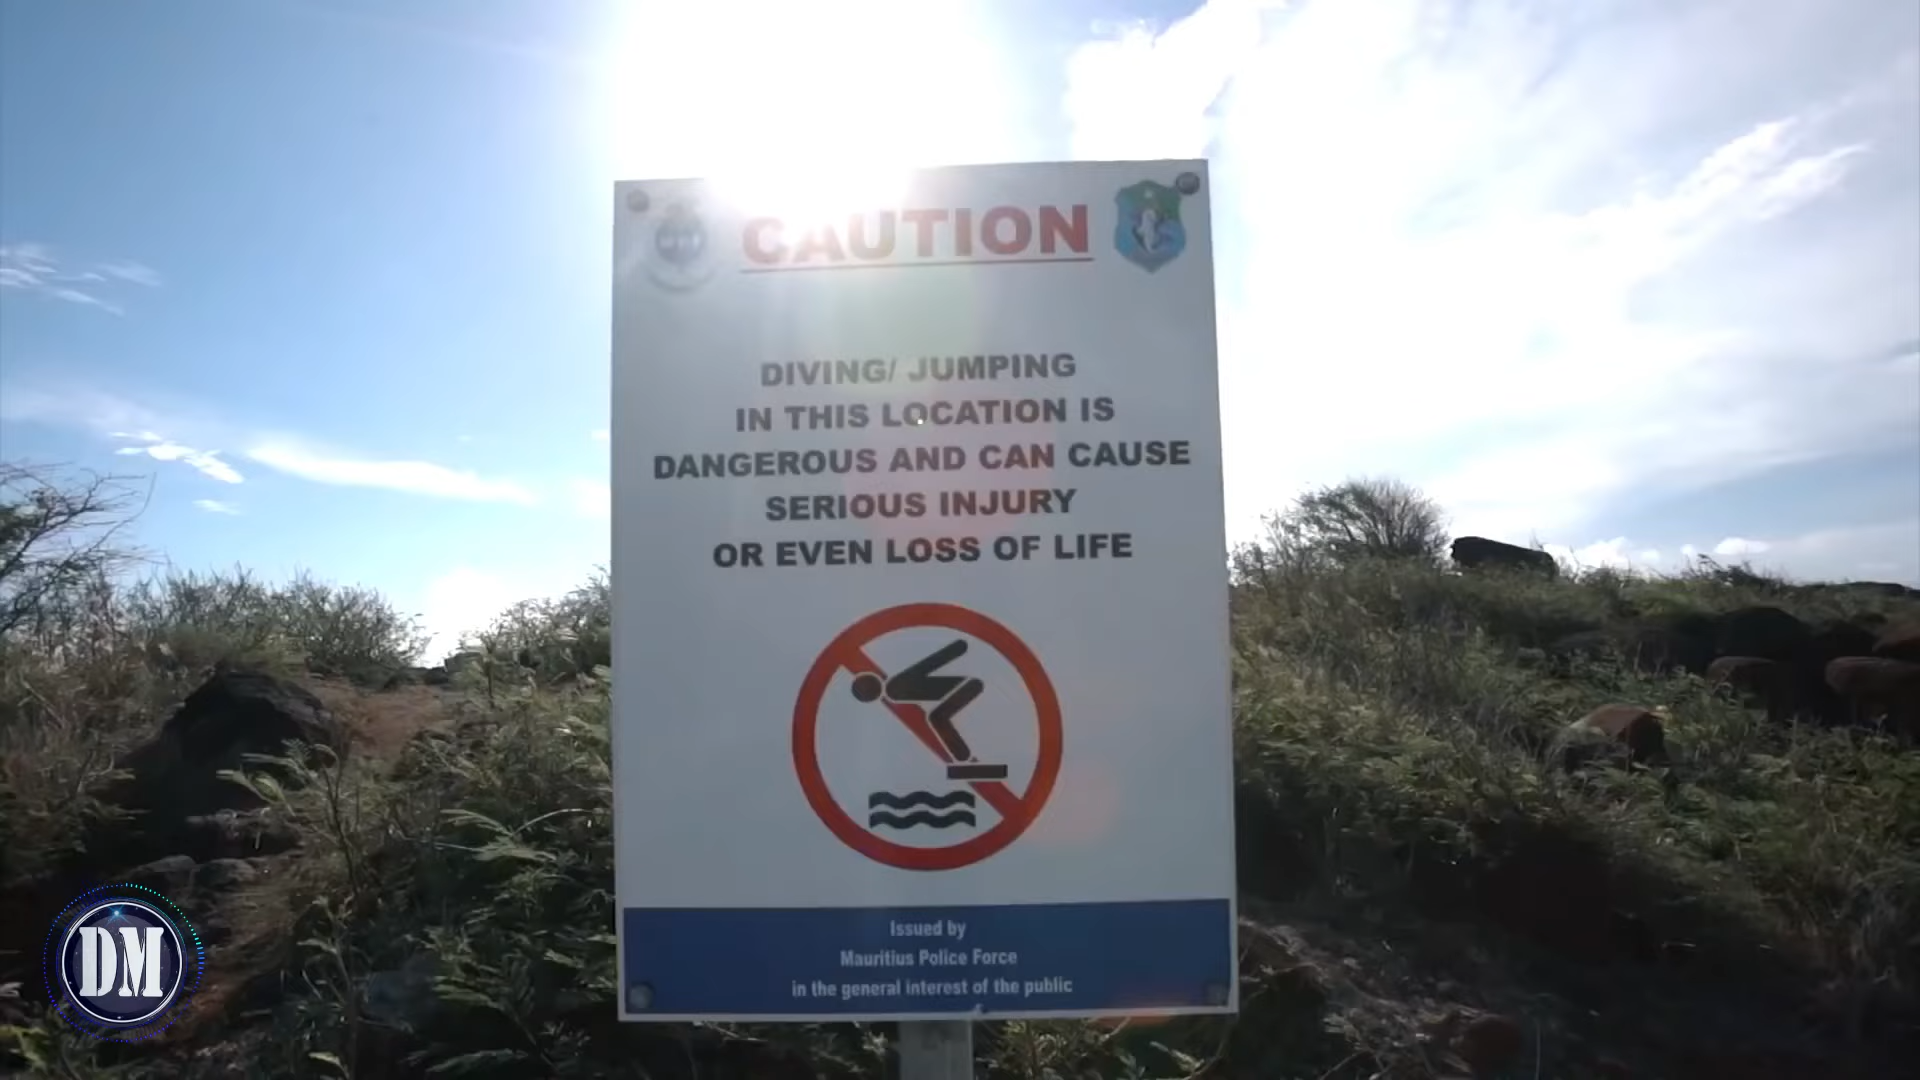 CAUTION
DIVING/ JUMPING
IN THIS LOCATION IS
DANGEROUS AND CAN CAUSE
SERIOUS INJURY
OR EVEN LOSS OF LIFE
Issued by
Mauritius Police Force
in the general interest of the public
DM